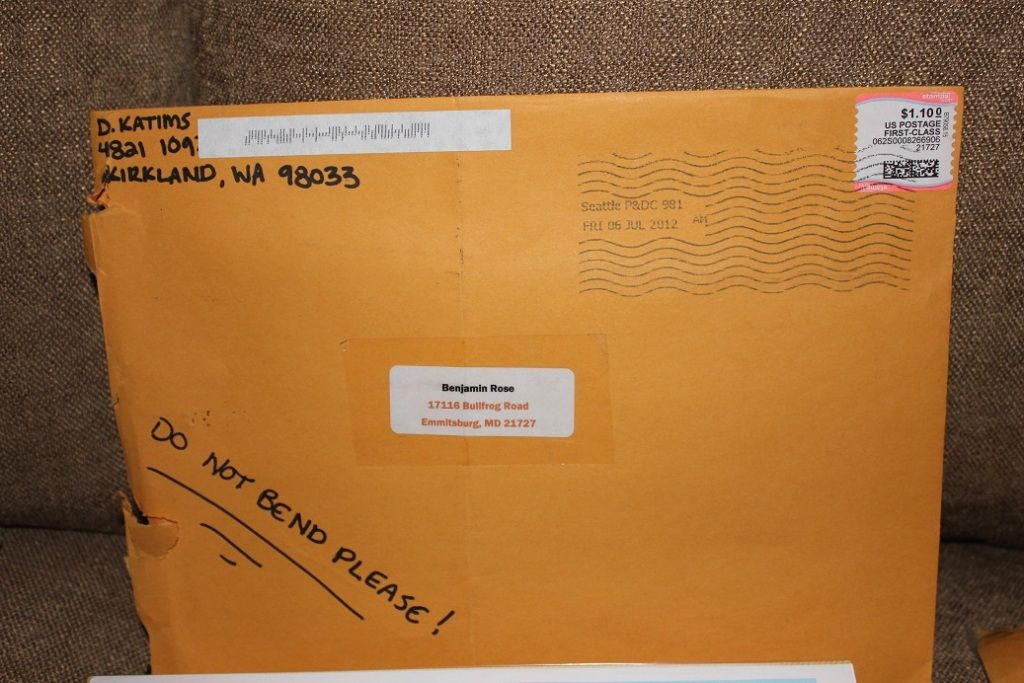 D. KATIMS
4821 109
KIRKLAND, WA 98033
$1.10 0
US POSTAGE
FIRST-CLASS
062S0008266906
21727
Seattle P&DC 981
FRI 06 JUL 2012 AM
Benjamin Rose
17116 Bullfrog Road
Emmitsburg, MD 21727
DO NOT BEND PLEASE!